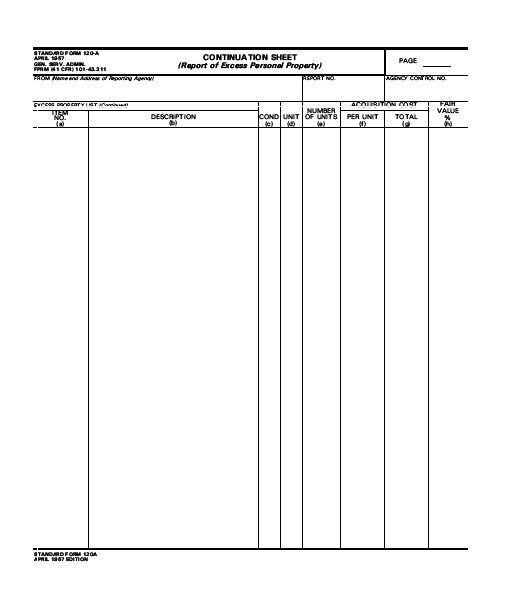 STANDARD FORM 120-A
APRIL 1957
GEN. SERV. ADMIN.
FPMR (41 CFR) 101-43.311
CONTINUATION SHEET
(Report of Excess Personal Property)
PAGE
FROM (Name and Address of Reporting Agency)
REPORT NO.
AGENCY CONTROL NO.
EXCESS PROPERTY LIST (Continued)
ITEM
NO.
(a)
DESCRIPTION
(b)
COND
(c)
UNIT
(d)
NUMBER
OF UNITS
(e)
ACQUISITION COST
PER UNIT
(f)
TOTAL
(g)
FAIR
VALUE
%
(h)
STANDARD FORM 120A
APRIL 1957 EDITION